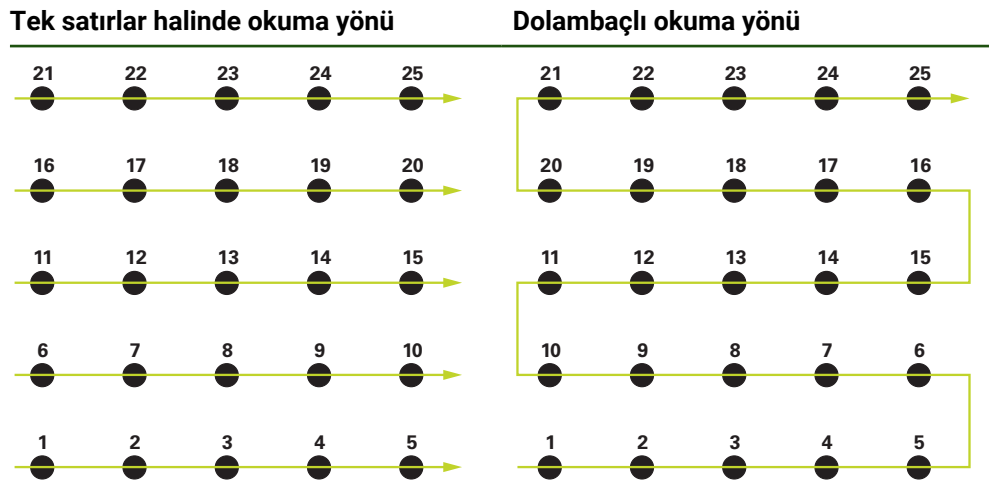 Tek satırlar halinde okuma yönü
21 22 23 24 25
16 17 18 19 20
11 12 13 14 15
6 7 8 9 10
1 2 3 4 5
Dolambaçlı okuma yönü
21 22 23 24 25
20 19 18 17 16
11 12 13 14 15
10 9 8 7 6
1 2 3 4 5